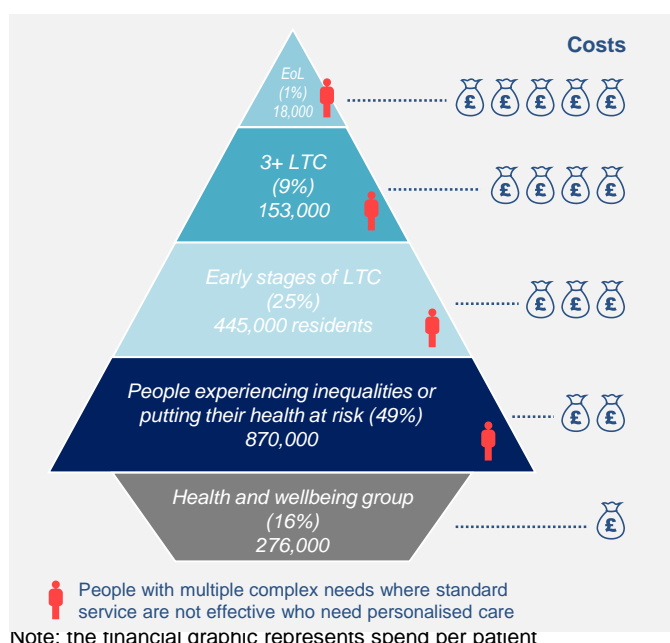 Costs
EoL
(1%)
18,000
£ £ £ £ £
3+ LTC
(9%)
153,000
£ £ £ £
Early stages of LTC
(25%)
445,000 residents
£ £ £
People experiencing inequalities or
putting their health at risk (49%)
870,000
£ £
Health and wellbeing group
(16%)
276,000
£
People with multiple complex needs where standard
service are not effective who need personalised care
Note: the financial graphic represents spend per patient